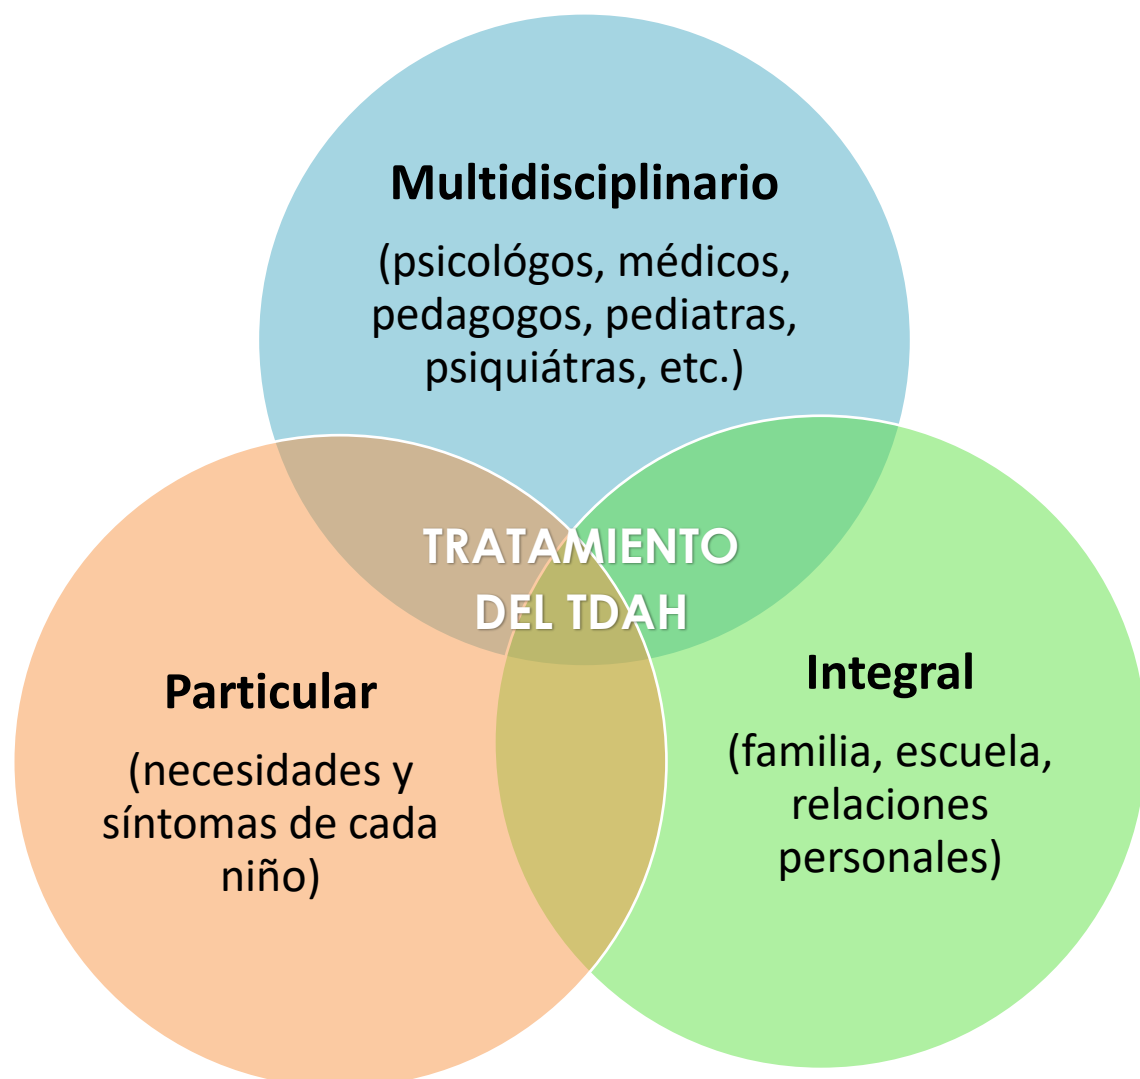 Multidisciplinario
(psicológos, médicos,
pedagogos, pediatras,
psiquiátras, etc.)
TRATAMIENTO
DEL TDAH
Particular
(necesidades y
síntomas de cada
niño)
Integral
(familia, escuela,
relaciones
personales)